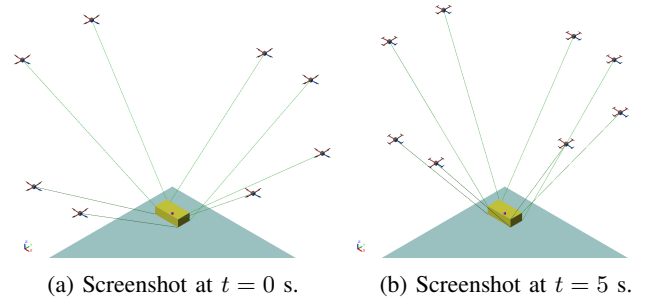 (a) Screenshot at t = 0 s.
(b) Screenshot at t = 5 s.